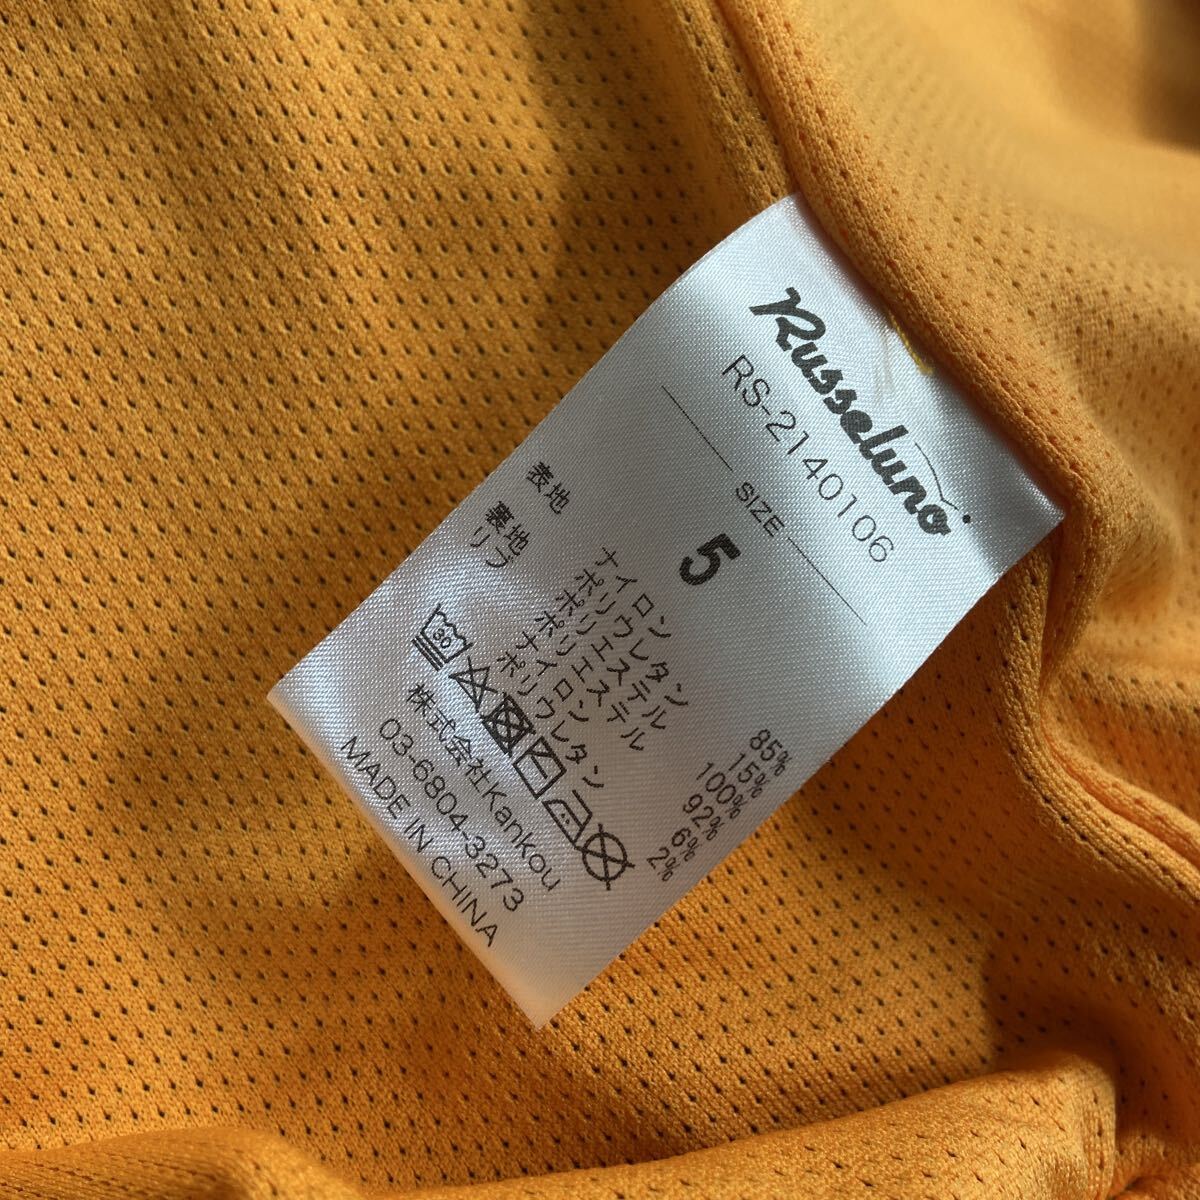 Russeluno
RS-2140106
SIZE
5
表地 ナイロン 85%
ポリウレタン 15%
裏地 ポリエステル 100%
リブ ポリエステル 92%
ナイロン 6%
ポリウレタン 2%
30
株式会社Kankou
03-6804-3273
MADE IN CHINA